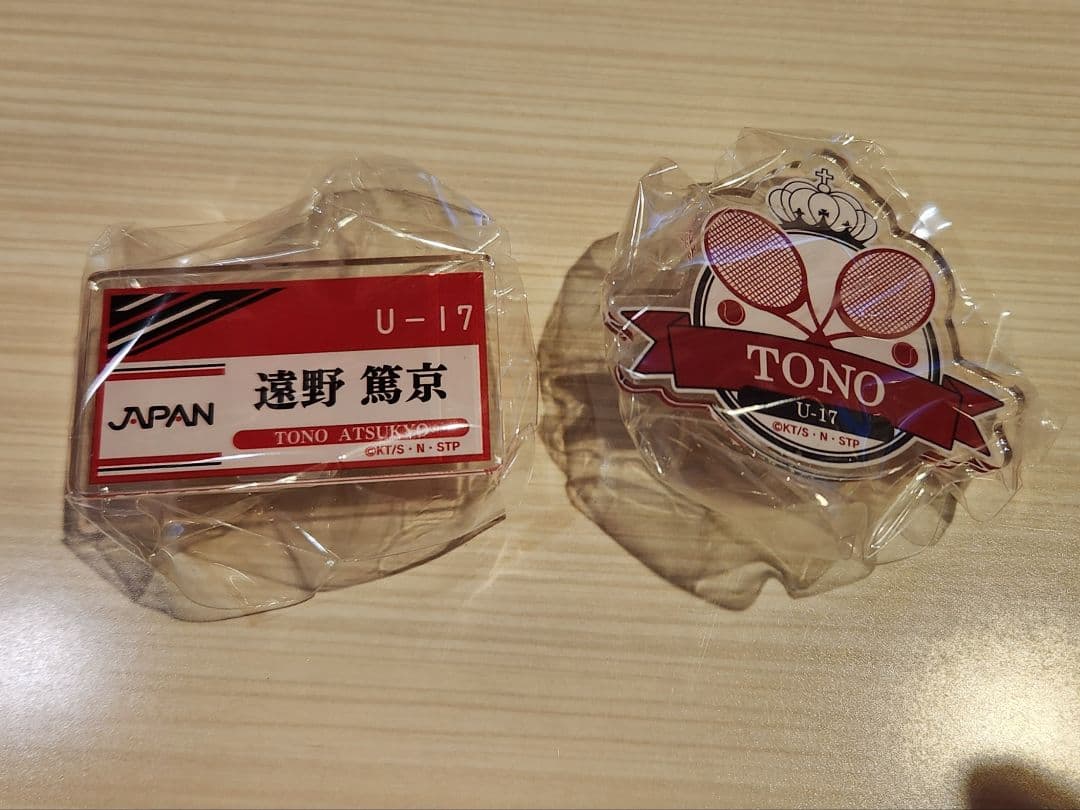 U-17
遠野 篤京
JAPAN
TONO ATSUKYO
©KT/S・N・STP
TONO
U-17
©KT/S・N・STP